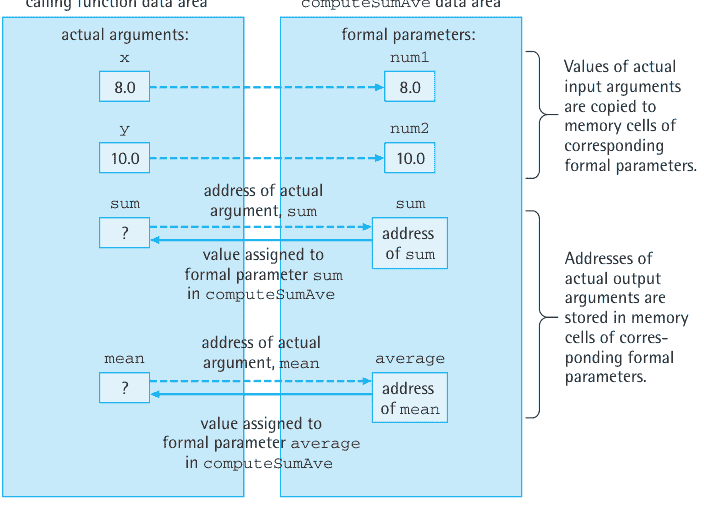 calling function data area
computeSumAve data area
actual arguments:
formal parameters:
x
num1
8.0
8.0
Values of actual
input arguments
are copied to
memory cells of
corresponding
formal parameters.
y
num2
10.0
10.0
address of actual
argument, sum
sum
sum
?
address
of sum
value assigned to
formal parameter sum
in computeSumAve
Addresses of
actual output
arguments are
stored in memory
cells of corres-
ponding formal
parameters.
address of actual
argument, mean
mean
average
?
address
of mean
value assigned to
formal parameter average
in computeSumAve